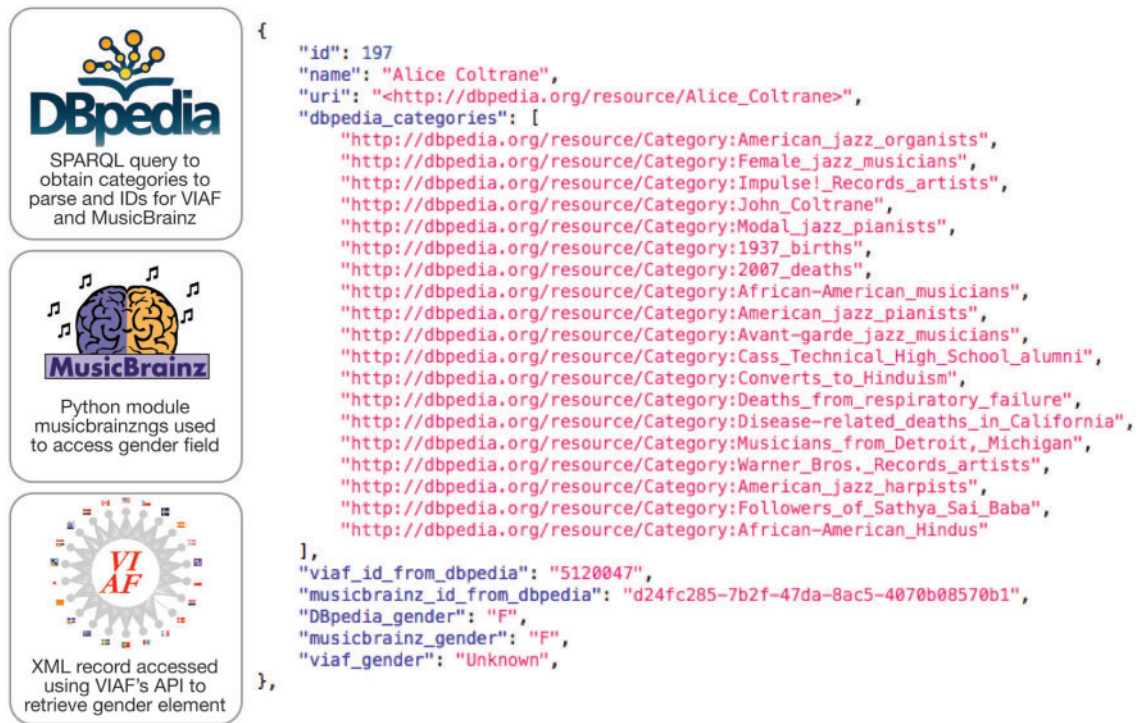 DBpedia
SPARQL query to
obtain categories to
parse and IDs for VIAF
and MusicBrainz
MusicBrainz
Python module
musicbrainzngs used
to access gender field
VI
AF
XML record accessed
using VIAF's API to
retrieve gender element
{
"id": 197
"name": "Alice Coltrane",
"uri": "<http://dbpedia.org/resource/Alice_Coltrane>",
"dbpedia_categories": [
"http://dbpedia.org/resource/Category:American_jazz_organists",
"http://dbpedia.org/resource/Category:Female_jazz_musicians",
"http://dbpedia.org/resource/Category:Impulse!_Records_artists",
"http://dbpedia.org/resource/Category:John_Coltrane",
"http://dbpedia.org/resource/Category:Modal_jazz_pianists",
"http://dbpedia.org/resource/Category:1937_births",
"http://dbpedia.org/resource/Category:2007_deaths",
"http://dbpedia.org/resource/Category:African-American_musicians",
"http://dbpedia.org/resource/Category:American_jazz_pianists",
"http://dbpedia.org/resource/Category:Avant-garde_jazz_musicians",
"http://dbpedia.org/resource/Category:Cass_Technical_High_School_alumni",
"http://dbpedia.org/resource/Category:Converts_to_Hinduism",
"http://dbpedia.org/resource/Category:Deaths_from_respiratory_failure",
"http://dbpedia.org/resource/Category:Disease-related_deaths_in_California",
"http://dbpedia.org/resource/Category:Musicians_from_Detroit,_Michigan",
"http://dbpedia.org/resource/Category:Warner_Bros._Records_artists",
"http://dbpedia.org/resource/Category:American_jazz_harpists",
"http://dbpedia.org/resource/Category:Followers_of_Sathya_Sai_Baba",
"http://dbpedia.org/resource/Category:African-American_Hindus"
],
"viaf_id_from_dbpedia": "5120047",
"musicbrainz_id_from_dbpedia": "d24fc285-7b2f-47da-8ac5-4070b08570b1",
"DBpedia_gender": "F",
"musicbrainz_gender": "F",
"viaf_gender": "Unknown",
},